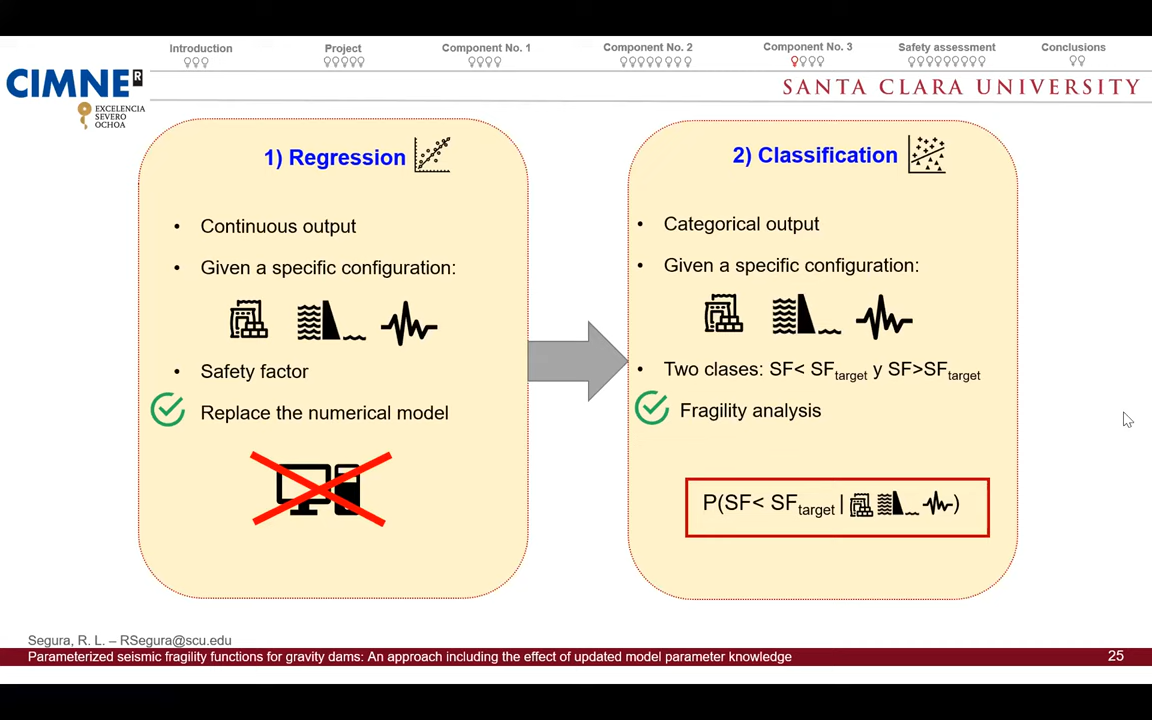 Introduction
Project
Component No. 1
Component No. 2
Component No. 3
Safety assessment
Conclusions
CIMNE R
EXCELENCIA
SEVERO
OCHOA
SANTA CLARA UNIVERSITY
1) Regression
• Continuous output
• Given a specific configuration:
• Safety factor
Replace the numerical model
2) Classification
• Categorical output
• Given a specific configuration:
• Two clases: SF< SFtarget y SF>SFtarget
Fragility analysis
P(SF< SFtarget | )
Segura, R. L. – RSegura@scu.edu
Parameterized seismic fragility functions for gravity dams: An approach including the effect of updated model parameter knowledge
25